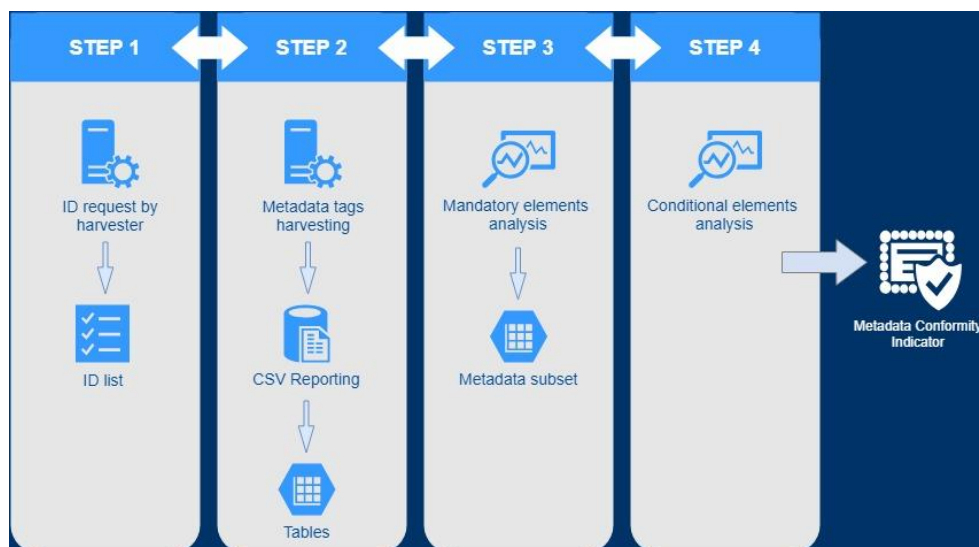 STEP 1
STEP 2
STEP 3
STEP 4
ID request by
harvester
ID list
Metadata tags
harvesting
CSV Reporting
Tables
Mandatory elements
analysis
Metadata subset
Conditional elements
analysis
Metadata Conformity
Indicator